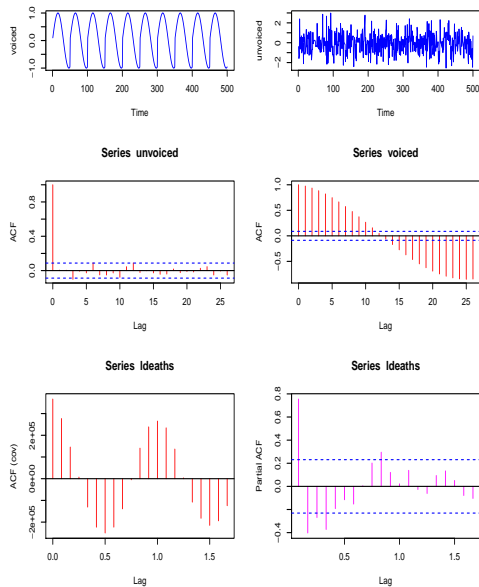 voiced
−1.0 0.0 1.0
0 100 200 300 400 500
Time
unvoiced
−2 0 1 2
0 100 200 300 400 500
Time
Series unvoiced
ACF
0.0 0.4 0.8
0 5 10 15 20 25
Lag
Series voiced
ACF
−0.5 0.0 0.5 1.0
0 5 10 15 20 25
Lag
Series ldeaths
ACF (cov)
−2e+05 0e+00 2e+05
0.0 0.5 1.0 1.5
Lag
Series ldeaths
Partial ACF
−0.4 0.0 0.2 0.4 0.6 0.8
0.5 1.0 1.5
Lag